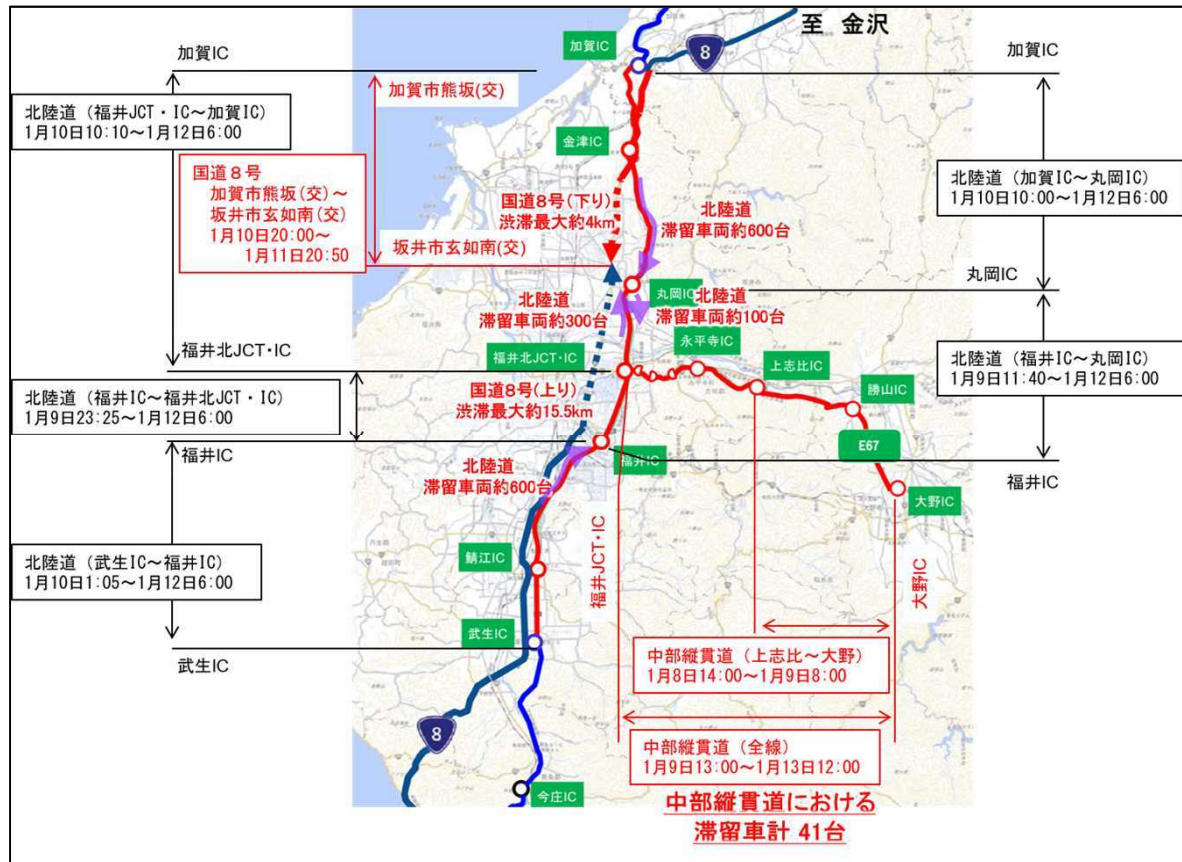 至 金沢
加賀IC
加賀IC
8
加賀IC
北陸道（福井JCT・IC～加賀IC）
1月10日10:10～1月12日6:00
加賀市熊坂(交)
国道８号
加賀市熊坂(交)～
坂井市玄如南(交)
1月10日20:00～
1月11日20:50
金津IC
国道8号(下り)
渋滞最大約4km
北陸道
滞留車両約600台
北陸道（加賀IC～丸岡IC）
1月10日10:00～1月12日6:00
坂井市玄如南(交)
丸岡IC
丸岡IC
北陸道
滞留車両約300台
北陸道
滞留車両約100台
福井北JCT・IC
福井北JCT・IC
永平寺IC
上志比IC
勝山IC
北陸道（福井IC～丸岡IC）
1月9日11:40～1月12日6:00
北陸道（福井IC～福井北JCT・IC）
1月9日23:25～1月12日6:00
国道8号(上り)
渋滞最大約15.5km
E67
福井IC
福井IC
福井IC
北陸道
滞留車両約600台
大野IC
北陸道（武生IC～福井IC）
1月10日1:05～1月12日6:00
鯖江IC
福井JCT・IC
大野IC
武生IC
武生IC
中部縦貫道（上志比～大野）
1月8日14:00～1月9日8:00
8
中部縦貫道（全線）
1月9日13:00～1月13日12:00
今庄IC
中部縦貫道における
滞留車計 41台